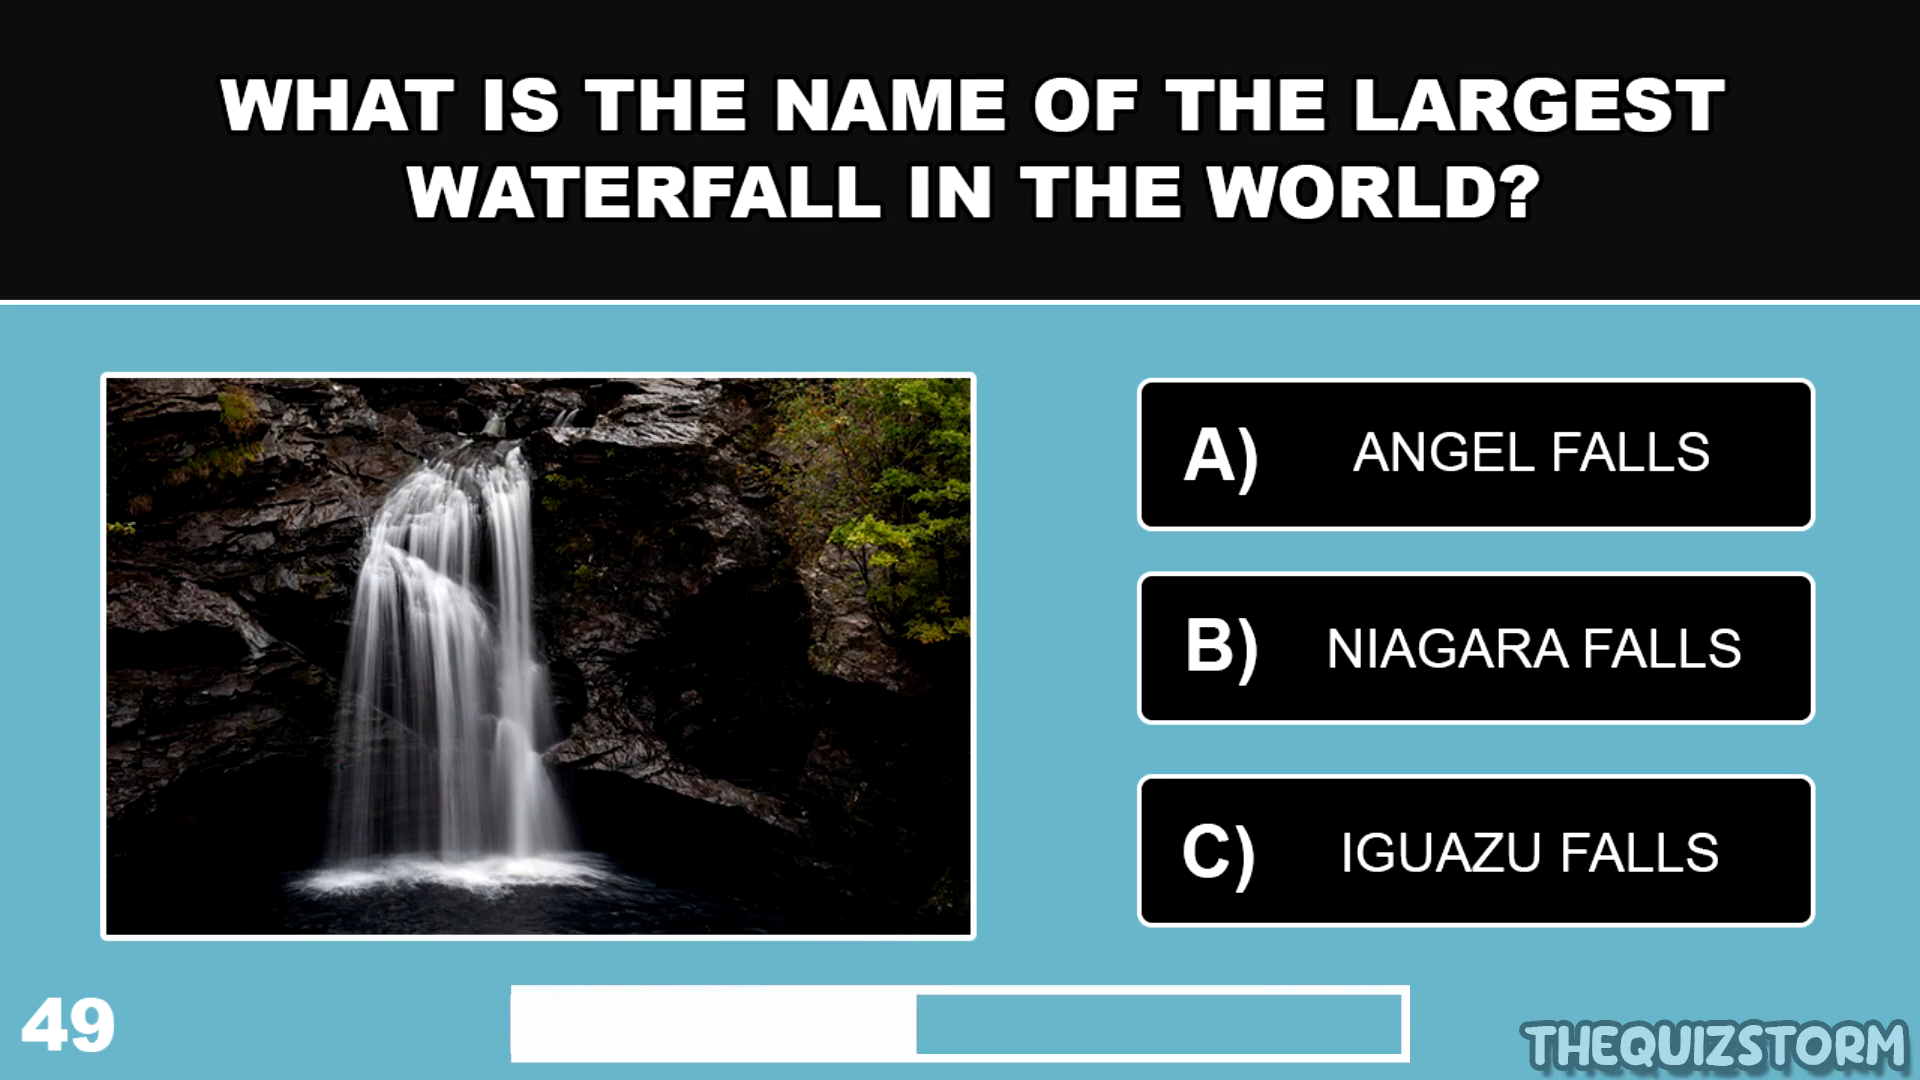 WHAT IS THE NAME OF THE LARGEST
WATERFALL IN THE WORLD?
A) ANGEL FALLS
B) NIAGARA FALLS
C) IGUAZU FALLS
49
THEQUIZSTORM